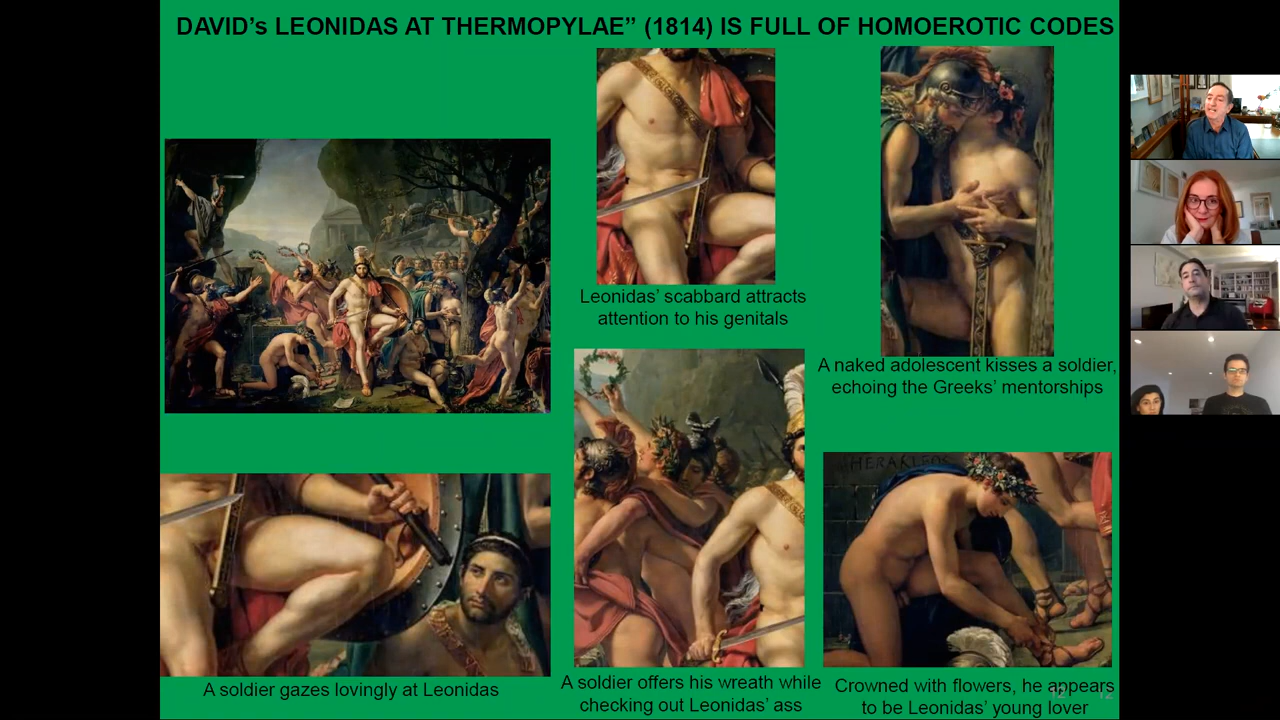 DAVID's LEONIDAS AT THERMOPYLAE” (1814) IS FULL OF HOMOEROTIC CODES
Leonidas’ scabbard attracts
attention to his genitals
A naked adolescent kisses a soldier,
echoing the Greeks’ mentorships
HERAKLEOS
A soldier gazes lovingly at Leonidas
A soldier offers his wreath while
checking out Leonidas’ ass
Crowned with flowers, he appears
to be Leonidas’ young lover
12 12